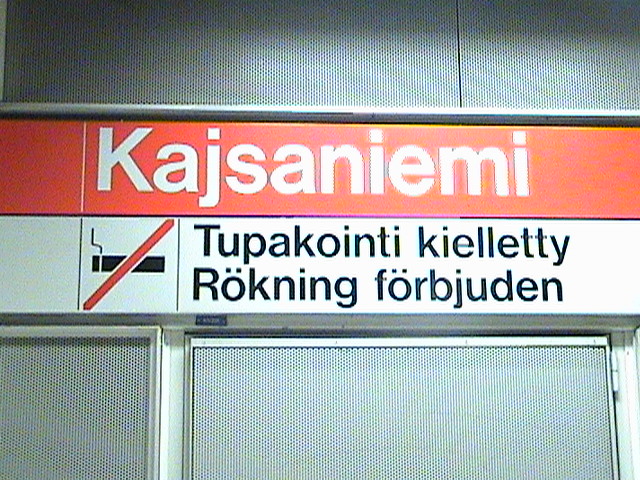 Kajsaniemi
Tupakointi kielletty
Rökning förbjuden